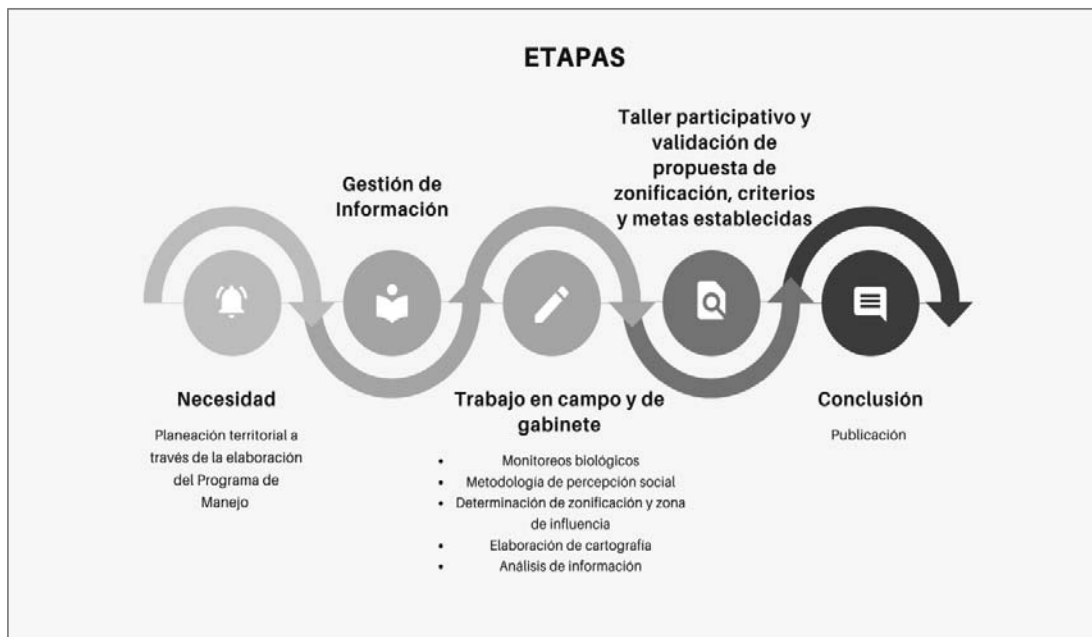 ETAPAS
Necesidad
Planeación territorial a
través de la elaboración
del Programa de
Manejo
Gestión de
Información
Trabajo en campo y de
gabinete
• Monitoreos biológicos
• Metodología de percepción social
• Determinación de zonificación y zona
de influencia
• Elaboración de cartografía
• Análisis de información
Taller participativo y
validación de
propuesta de
zonificación, criterios
y metas establecidas
Conclusión
Publicación